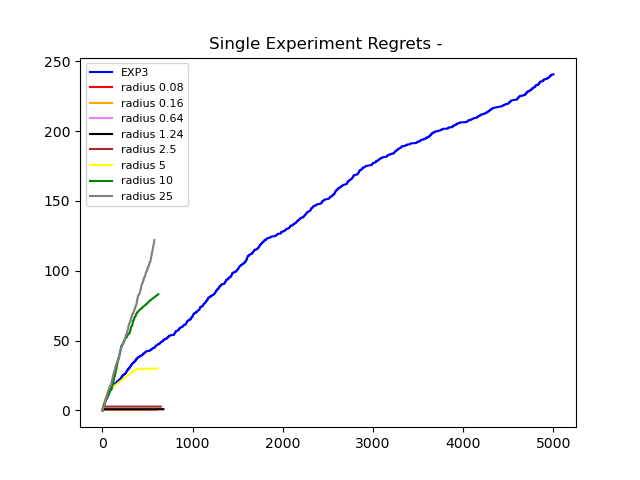 Single Experiment Regrets -
250
200
150
100
50
0
EXP3
radius 0.08
radius 0.16
radius 0.64
radius 1.24
radius 2.5
radius 5
radius 10
radius 25
0 1000 2000 3000 4000 5000